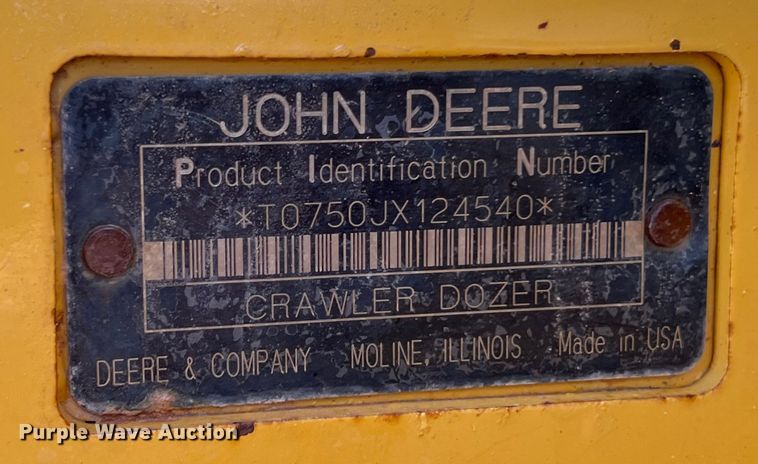 JOHN DEERE
Product Identification Number
*T0750JX124540*
CRAWLER DOZER
DEERE & COMPANY MOLINE, ILLINOIS Made in USA
Purple Wave Auction